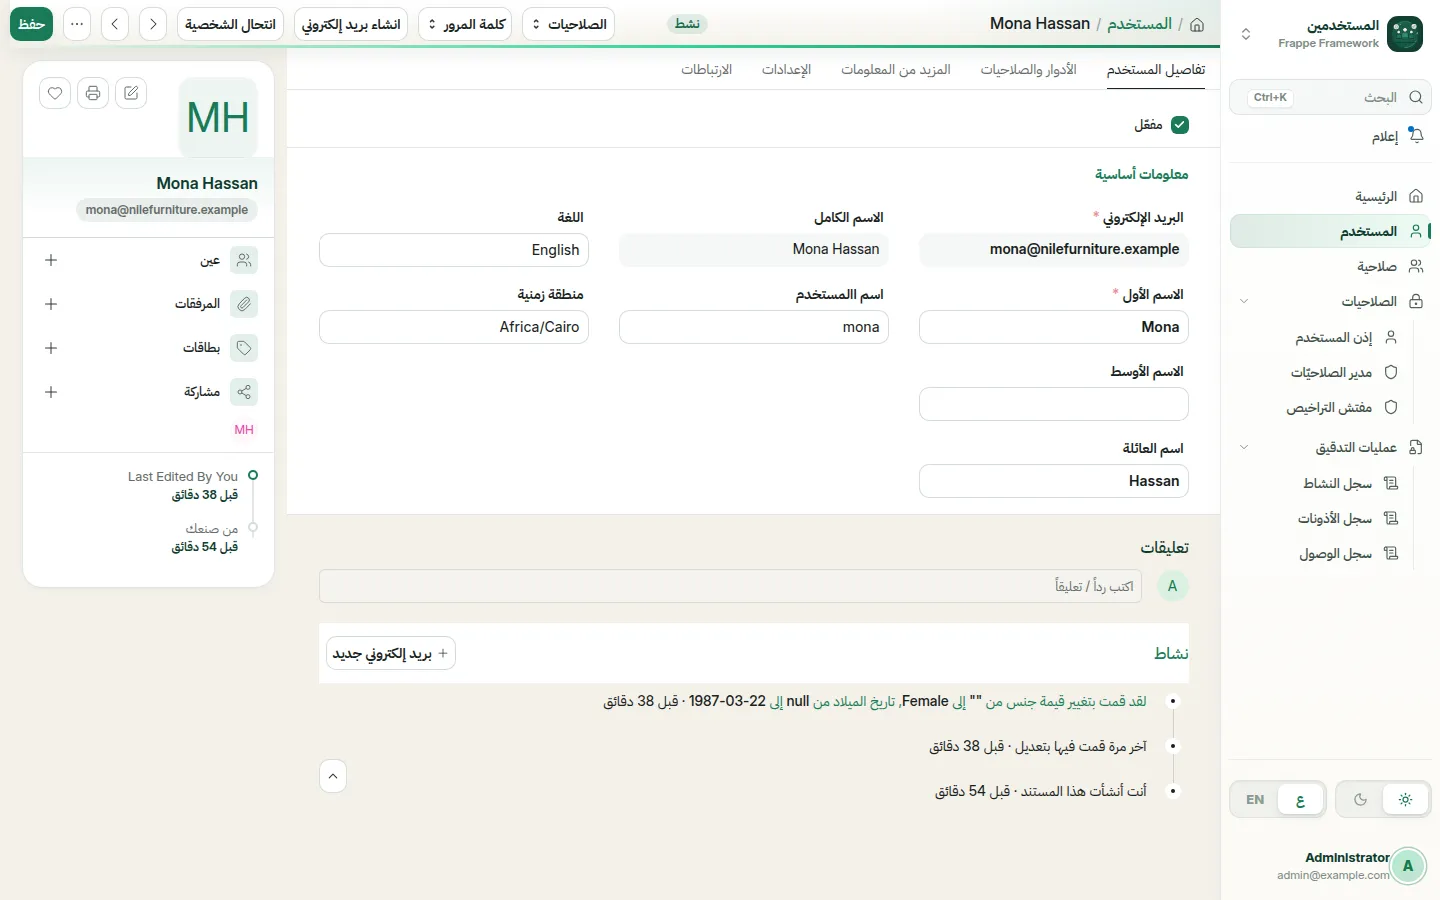 المستخدمين
Frappe Framework
البحث
Ctrl+K
إعلام
الرئيسية
المستخدم
صلاحية
الصلاحيات
إذن المستخدم
مدير الصلاحيّات
مفتش التراخيص
عمليات التدقيق
سجل النشاط
سجل الأذونات
سجل الوصول
ع
EN
A
Administrator
admin@example.com
المستخدم / Mona Hassan
نشط
الصلاحيات
كلمة المرور
انشاء بريد إلكتروني
انتحال الشخصية
حفظ
تفاصيل المستخدم
الأدوار والصلاحيات
المزيد من المعلومات
الإعدادات
الارتباطات
مفعّل
معلومات أساسية
البريد الإلكتروني *
الاسم الكامل
اللغة
mona@nilefurniture.example
Mona Hassan
English
الاسم الأول *
اسم االمستخدم
منطقة زمنية
Mona
mona
Africa/Cairo
الاسم الأوسط
اسم العائلة
Hassan
تعليقات
A
اكتب رداً / تعليقاً
نشاط
+ بريد إلكتروني جديد
لقد قمت بتغيير قيمة جنس من "" إلى Female, تاريخ الميلاد من null إلى 22-03-1987 · قبل 38 دقائق
آخر مرة قمت فيها بتعديل · قبل 38 دقائق
أنت أنشأت هذا المستند · قبل 54 دقائق
MH
Mona Hassan
mona@nilefurniture.example
عين
المرفقات
بطاقات
مشاركة
MH
Last Edited By You
قبل 38 دقائق
من صنعك
قبل 54 دقائق